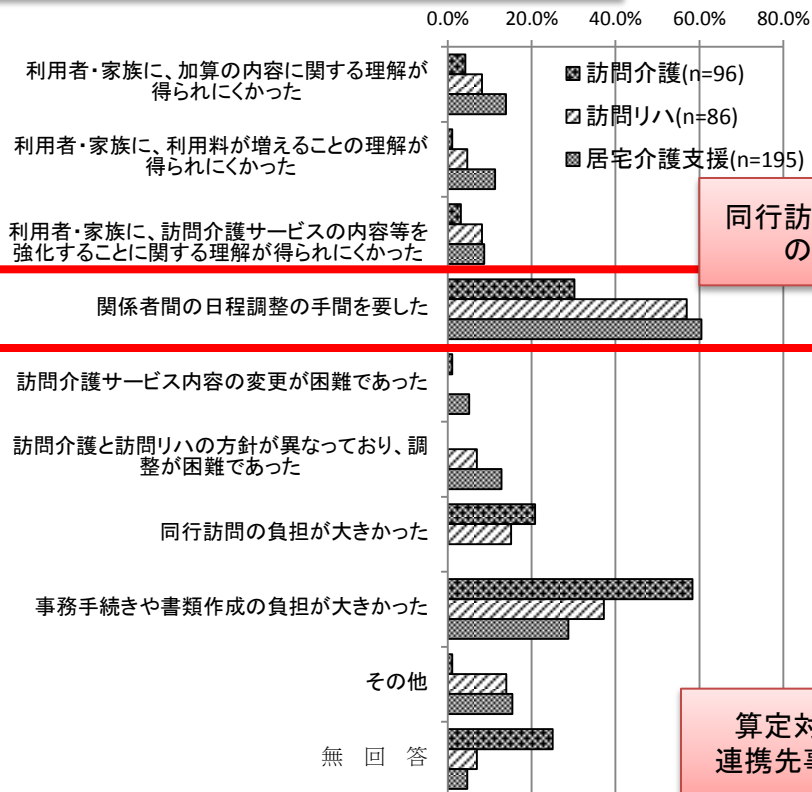 0.0% 20.0% 40.0% 60.0% 80.0%
利用者・家族に、加算の内容に関する理解が
得られにくかった
利用者・家族に、利用料が増えることの理解が
得られにくかった
利用者・家族に、訪問介護サービスの内容等を
強化することに関する理解が得られにくかった
関係者間の日程調整の手間を要した
訪問介護サービス内容の変更が困難であった
訪問介護と訪問リハの方針が異なっており、調
整が困難であった
同行訪問の負担が大きかった
事務手続きや書類作成の負担が大きかった
その他
無 回 答
訪問介護(n=96)
訪問リハ(n=86)
居宅介護支援(n=195)
同行訪
の
算定対
連携先事